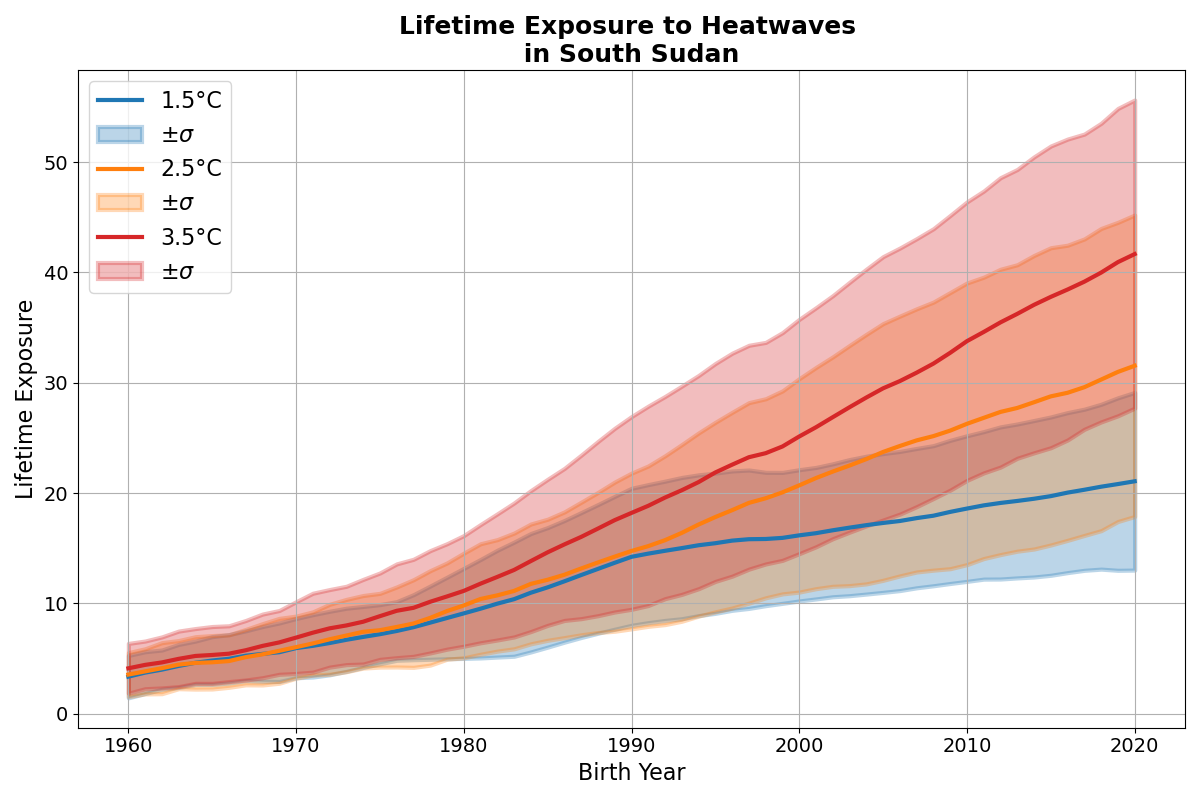 Lifetime Exposure to Heatwaves
in South Sudan
1.5°C
±σ
2.5°C
±σ
3.5°C
±σ
Lifetime Exposure
50
40
30
20
10
0
1960
1970
1980
1990
2000
2010
2020
Birth Year